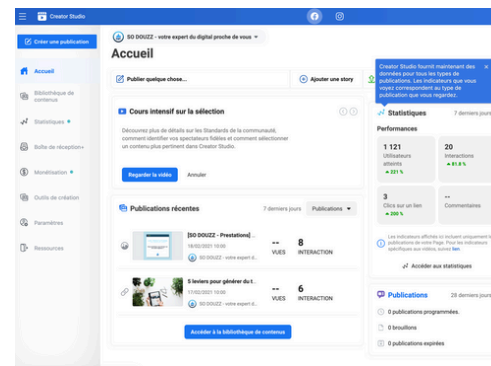 Creator Studio
Créer une publication
SO DOUZZ - votre expert du digital proche de vous
Accueil
Accueil
Bibliothèque de
contenus
Statistiques
Boîte de réception+
Monétisation
Outils de création
Paramètres
Ressources
Publier quelque chose...
Ajouter une story
Cours intensif sur la sélection
Découvrez plus de détails sur les Standards de la communauté,
comment identifier vos spectateurs fidèles et comment sélectionner
un contenu plus pertinent dans Creator Studio.
Regarder la vidéo
Annuler
Publications récentes
7 derniers jours
Publications
[SO DOUZZ - Prestations]...
18/02/2021 10:00
SO DOUZZ - votre expert d...
--
VUES
8
INTERACTION
5 leviers pour générer du t...
17/02/2021 10:00
SO DOUZZ - votre expert d...
--
VUES
6
INTERACTION
Accéder à la bibliothèque de contenus
Creator Studio fournit maintenant des
données pour tous les types de
publications. Les indicateurs que vous
voyez correspondent au type de
publication que vous regardez.
Statistiques
7 derniers jours
Performances
1 121
Utilisateurs
atteints
221 %
20
Interactions
81.8 %
3
Clics sur un lien
200 %
--
Commentaires
Les indicateurs affichés ici incluent uniquement les
publications de votre Page. Pour les indicateurs
spécifiques aux vidéos, suivez lien.
Accéder aux statistiques
Publications
28 derniers jours
0 publications programmées.
0 brouillons
0 publications expirées